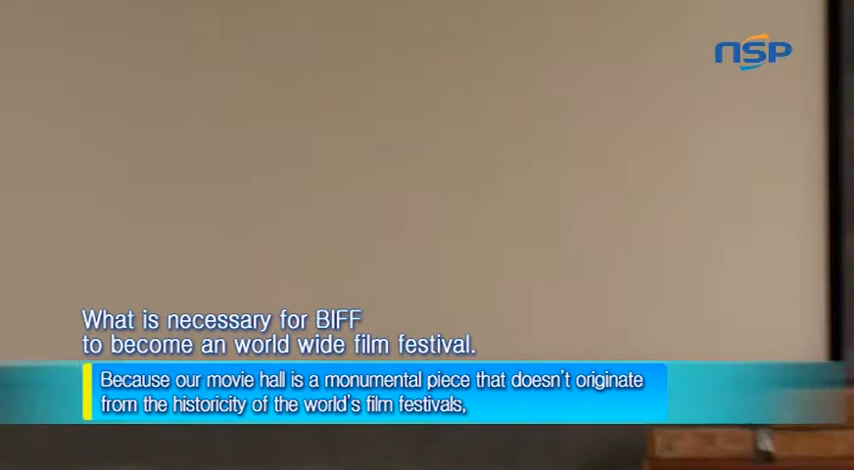 NSP
What is necessary for BIFF
to become an world wide film festival.
Because our movie hall is a monumental piece that doesn't originate
from the historicity of the world's film festivals,